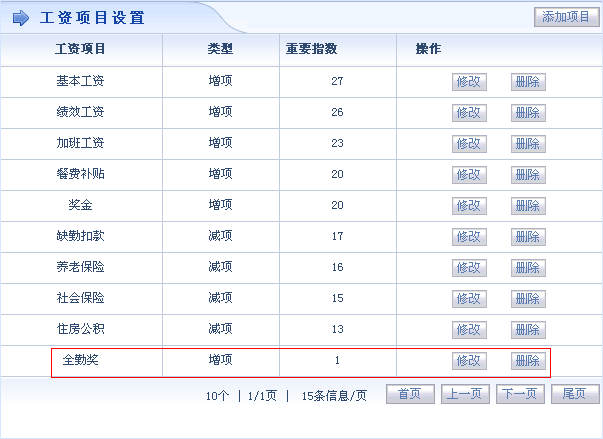 工资项目设置 添加项目
工资项目 类型 重要指数 操作
基本工资 增项 27 修改 删除
绩效工资 增项 26 修改 删除
加班工资 增项 23 修改 删除
餐费补贴 增项 20 修改 删除
奖金 增项 20 修改 删除
缺勤扣款 减项 17 修改 删除
养老保险 减项 16 修改 删除
社会保险 减项 15 修改 删除
住房公积 减项 13 修改 删除
全勤奖 增项 1 修改 删除
10个 | 1/1页 | 15条信息/页 首页 上一页 下一页 尾页